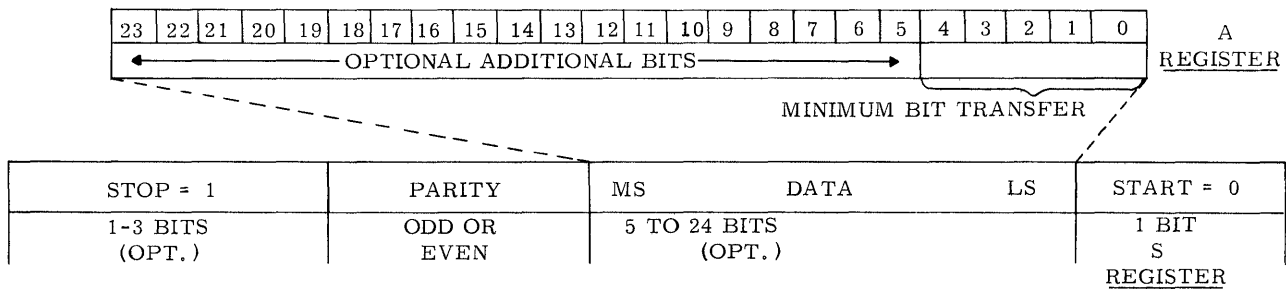 23 22 21 20 19 18 17 16 15 14 13 12 11 10 9 8 7 6 5 4 3 2 1 0 A
OPTIONAL ADDITIONAL BITS REGISTER
MINIMUM BIT TRANSFER
STOP = 1 PARITY MS DATA LS START = 0
1-3 BITS ODD OR 5 TO 24 BITS 1 BIT
(OPT.) EVEN (OPT.) S
REGISTER